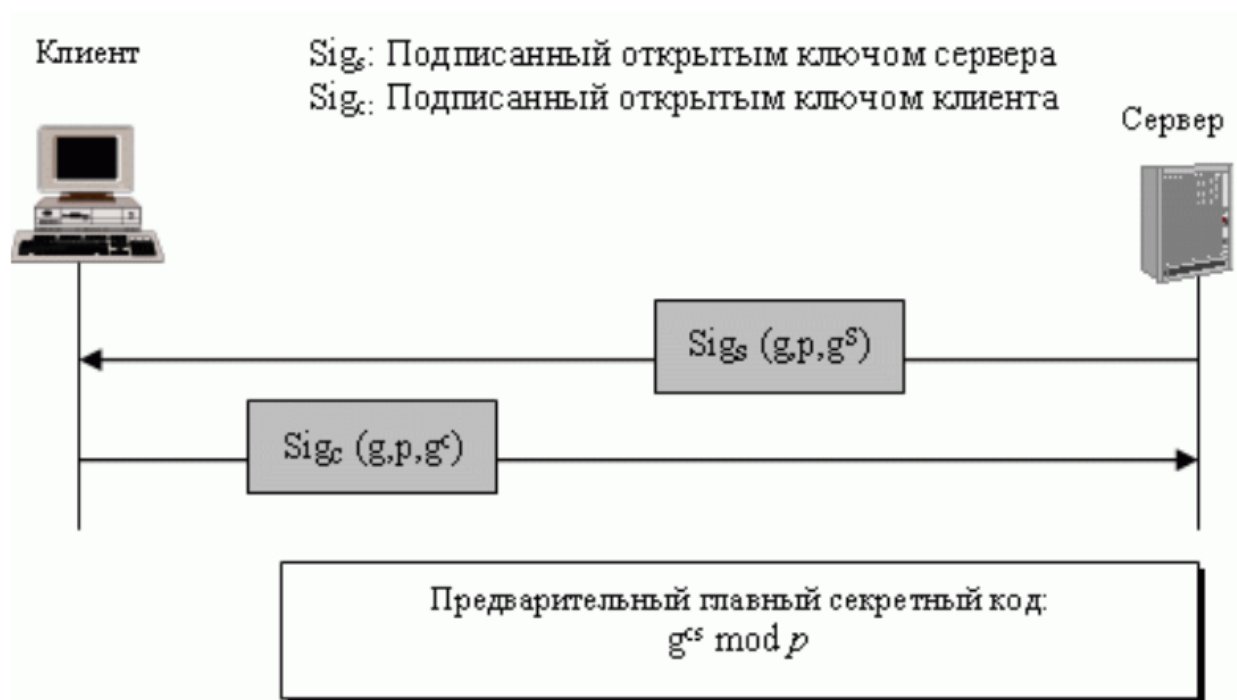 Клиент
Sigs: Подписанный открытым ключом сервера
Sigc: Подписанный открытым ключом клиента
Сервер
Sigs (g,p,gS)
Sigc (g,p,gc)
Предварительный главный секретный код:
gcs mod p